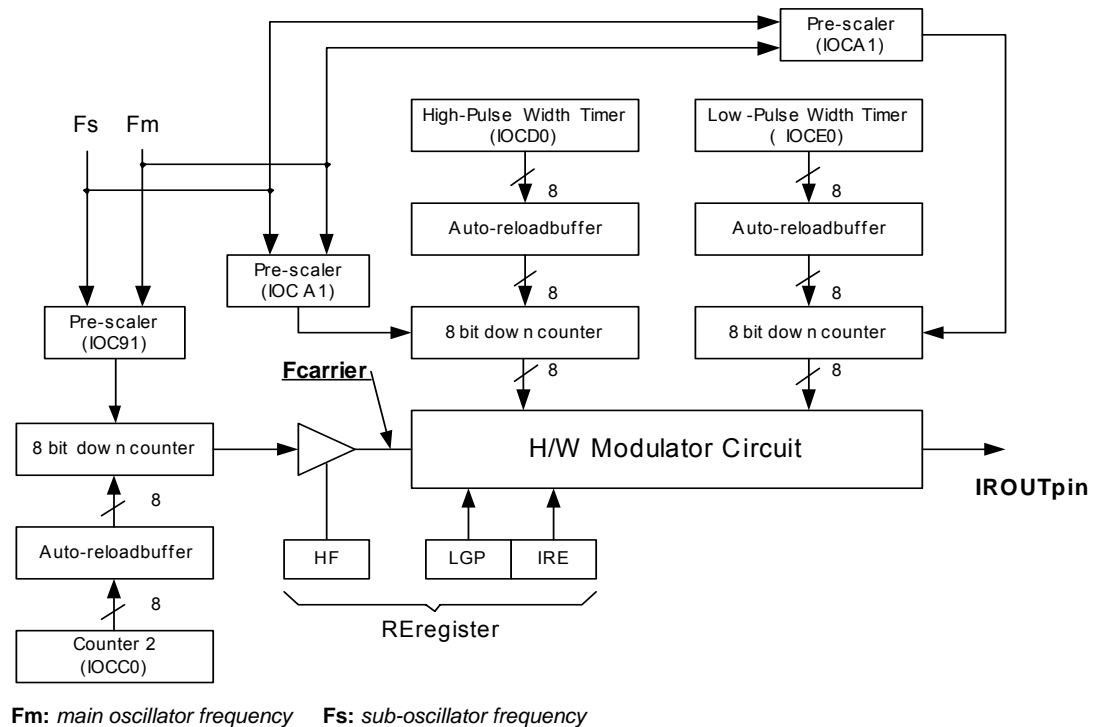 Pre-scaler
(IOCA1)
Fs Fm
High-Pulse Width Timer
(IOCD0)
Low-Pulse Width Timer
( IOCE0)
8
8
Auto-reloadbuffer
Auto-reloadbuffer
Pre-scaler
(IOC A1)
8
8
Pre-scaler
(IOC91)
8 bit down counter
8 bit down counter
Fcarrier
8
8
8 bit down counter
H/W Modulator Circuit
IROUTpin
8
Auto-reloadbuffer
HF
LGP
IRE
8
REregister
Counter 2
(IOCC0)
Fm: main oscillator frequency Fs: sub-oscillator frequency